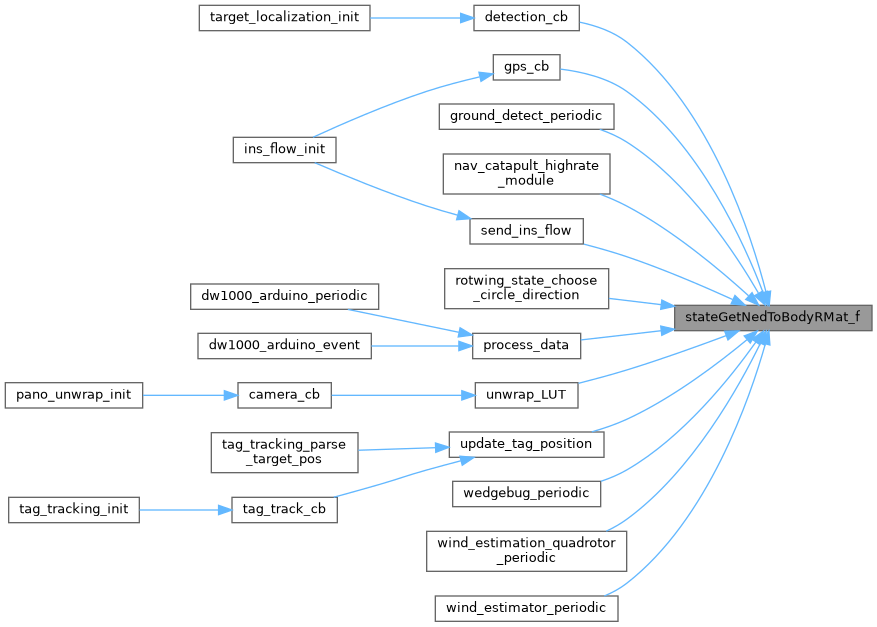 target_localization_init
detection_cb
gps_cb
ground_detect_periodic
ins_flow_init
nav_catapult_highrate
_module
send_ins_flow
rotwing_state_choose
_circle_direction
dw1000_arduino_periodic
stateGetNedToBodyRMat_f
dw1000_arduino_event
process_data
pano_unwrap_init
camera_cb
unwrap_LUT
tag_tracking_parse
_target_pos
update_tag_position
wedgebug_periodic
tag_tracking_init
tag_track_cb
wind_estimation_quadrotor
_periodic
wind_estimator_periodic